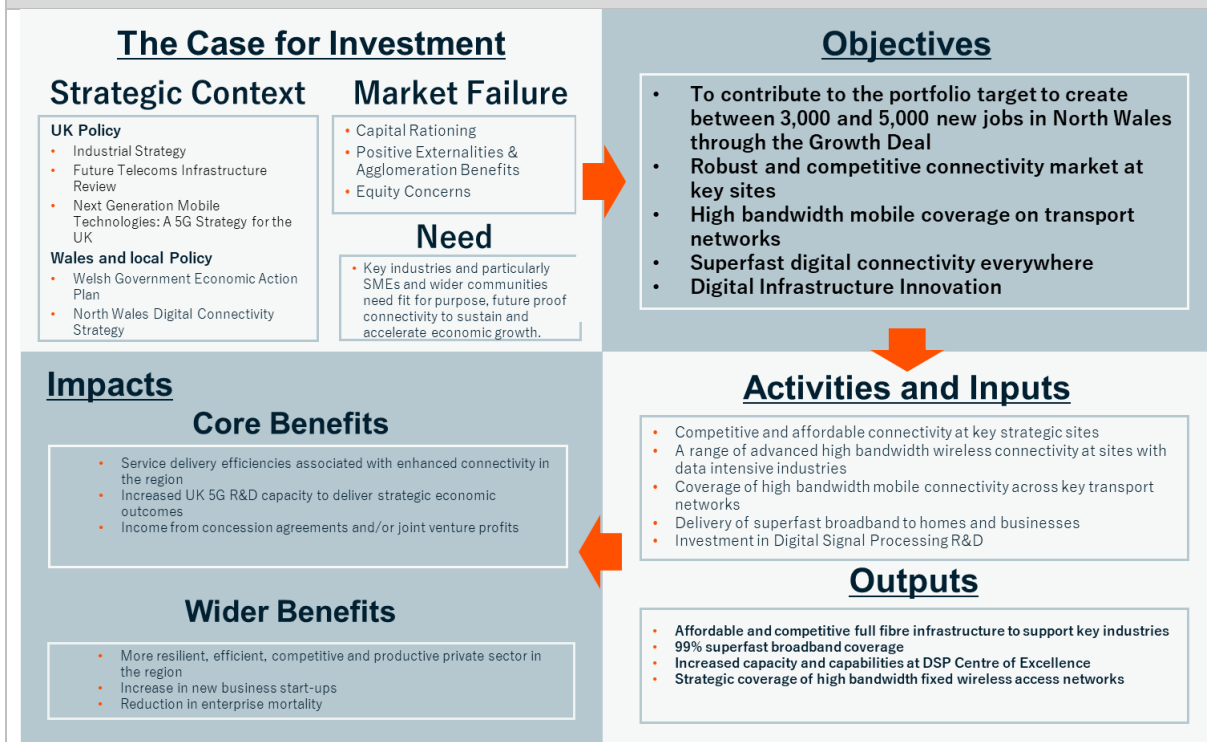 The Case for Investment
Strategic Context
UK Policy
• Industrial Strategy
• Future Telecoms Infrastructure
Review
• Next Generation Mobile
Technologies: A 5G Strategy for the
UK
Wales and local Policy
• Welsh Government Economic Action
Plan
• North Wales Digital Connectivity
Strategy
Market Failure
• Capital Rationing
• Positive Externalities &
Agglomeration Benefits
• Equity Concerns
Need
• Key industries and particularly
SMEs and wider communities
need fit for purpose, future proof
connectivity to sustain and
accelerate economic growth.
Objectives
• To contribute to the portfolio target to create
between 3,000 and 5,000 new jobs in North Wales
through the Growth Deal
• Robust and competitive connectivity market at
key sites
• High bandwidth mobile coverage on transport
networks
• Superfast digital connectivity everywhere
• Digital Infrastructure Innovation
Activities and Inputs
• Competitive and affordable connectivity at key strategic sites
• A range of advanced high bandwidth wireless connectivity at sites with
data intensive industries
• Coverage of high bandwidth mobile connectivity across key transport
networks
• Delivery of superfast broadband to homes and businesses
• Investment in Digital Signal Processing R&D
Outputs
• Affordable and competitive full fibre infrastructure to support key industries
• 99% superfast broadband coverage
• Increased capacity and capabilities at DSP Centre of Excellence
• Strategic coverage of high bandwidth fixed wireless access networks
Impacts
Core Benefits
• Service delivery efficiencies associated with enhanced connectivity in
the region
• Increased UK 5G R&D capacity to deliver strategic economic
outcomes
• Income from concession agreements and/or joint venture profits
Wider Benefits
• More resilient, efficient, competitive and productive private sector in
the region
• Increase in new business start-ups
• Reduction in enterprise mortality